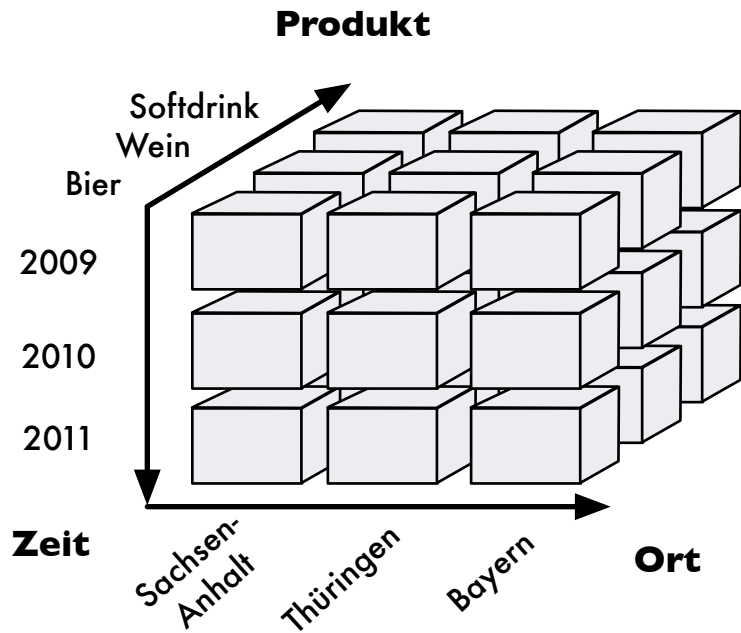 Produkt
Softdrink
Wein
Bier
2009
2010
2011
Zeit
Sachsen-
Anhalt
Thüringen
Bayern
Ort